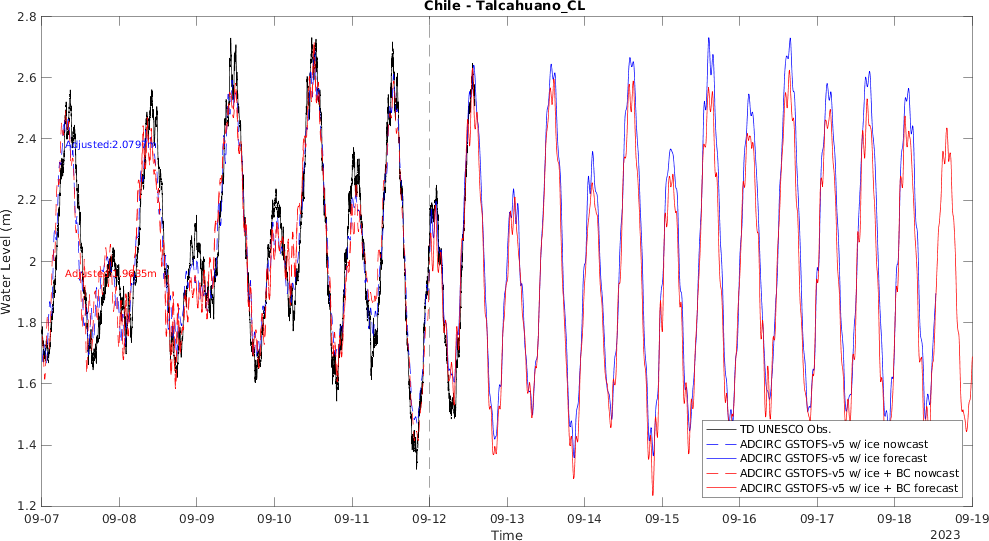 Chile - Talcahuano_CL
2.8
2.6
2.4
2.2
2
1.8
1.6
1.4
1.2
Water Level (m)
Adjusted:2.0797m
TD UNESCO Obs.
ADCIRC GSTOFS-v5 w/ ice nowcast
ADCIRC GSTOFS-v5 w/ ice forecast
ADCIRC GSTOFS-v5 w/ ice + BC nowcast
ADCIRC GSTOFS-v5 w/ ice + BC forecast
09-07 09-08 09-09 09-10 09-11 09-12 09-13 09-14 09-15 09-16 09-17 09-18 09-19
Time
2023